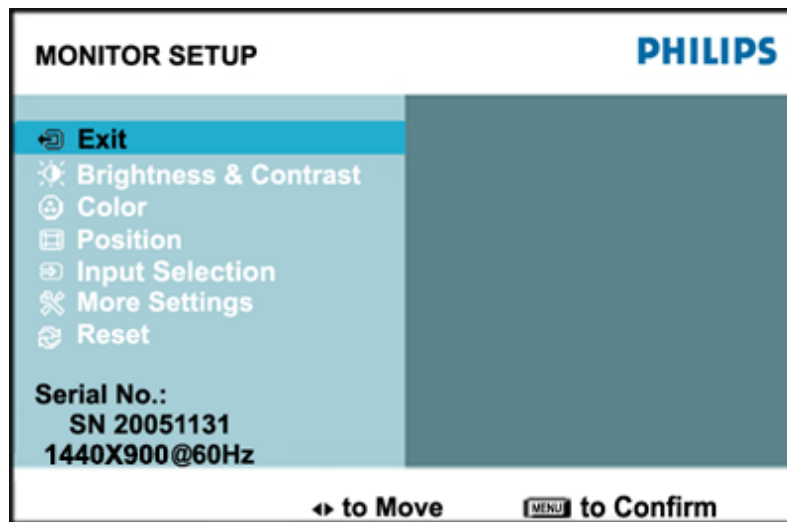 MONITOR SETUP
PHILIPS
Exit
Brightness & Contrast
Color
Position
Input Selection
More Settings
Reset
Serial No.:
SN 20051131
1440X900@60Hz
to Move
MENU to Confirm